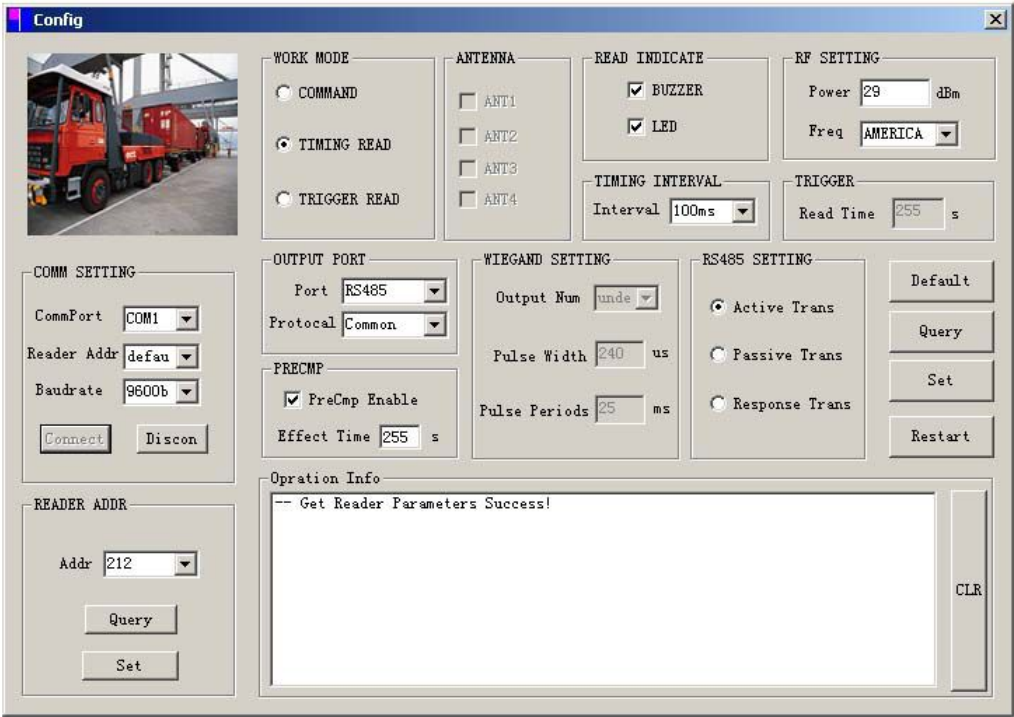 Config
WORK MODE
COMMAND
TIMING READ
TRIGGER READ
ANTENNA
ANT1
ANT2
ANT3
ANT4
READ INDICATE
BUZZER
LED
RF SETTING
Power 29 dBm
Freq AMERICA
TIMING INTERVAL
Interval 100ms
TRIGGER
Read Time 255 s
COMM SETTING
CommPort COM1
Reader Addr defau
Baudrate 9600b
Connect Discon
OUTPUT PORT
Port RS485
Protocal Common
PRECMP
PreCmp Enable
Effect Time 255 s
WIEGAND SETTING
Output Num unde
Pulse Width 240 us
Pulse Periods 25 ms
RS485 SETTING
Active Trans
Passive Trans
Response Trans
Default
Query
Set
Restart
READER ADDR
Addr 212
Query
Set
Opration Info
-- Get Reader Parameters Success!
CLR